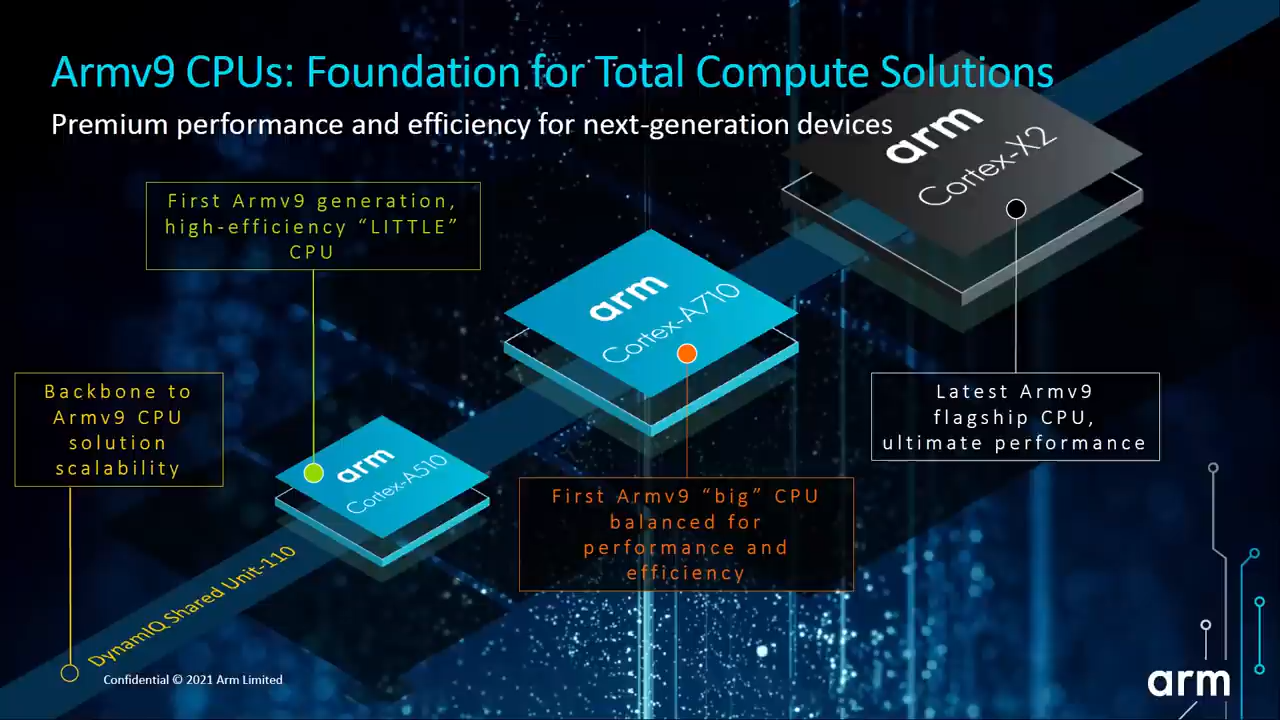 Armv9 CPUs: Foundation for Total Compute Solutions
Premium performance and efficiency for next-generation devices
arm
Cortex-X2
First Armv9 generation,
high-efficiency “LITTLE”
CPU
arm
Cortex-A710
Backbone to
Armv9 CPU
solution
scalability
Latest Armv9
flagship CPU,
ultimate performance
arm
Cortex-A510
First Armv9 “big” CPU
balanced for
performance and
efficiency
DynamIQ Shared Unit-110
Confidential © 2021 Arm Limited
arm